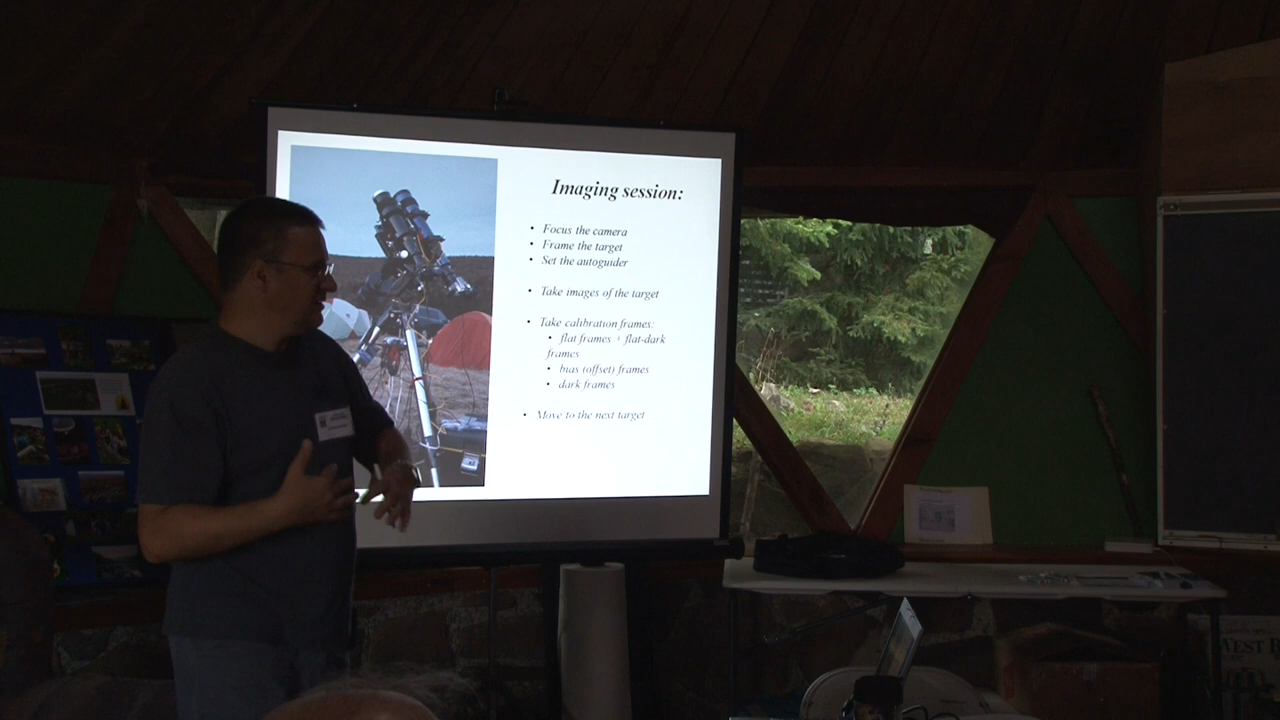 Imaging session:
• Focus the camera
• Frame the target
• Set the autoguider
• Take images of the target
• Take calibration frames:
• flat frames + flat-dark
frames
• bias (offset) frames
• dark frames
• Move to the next target